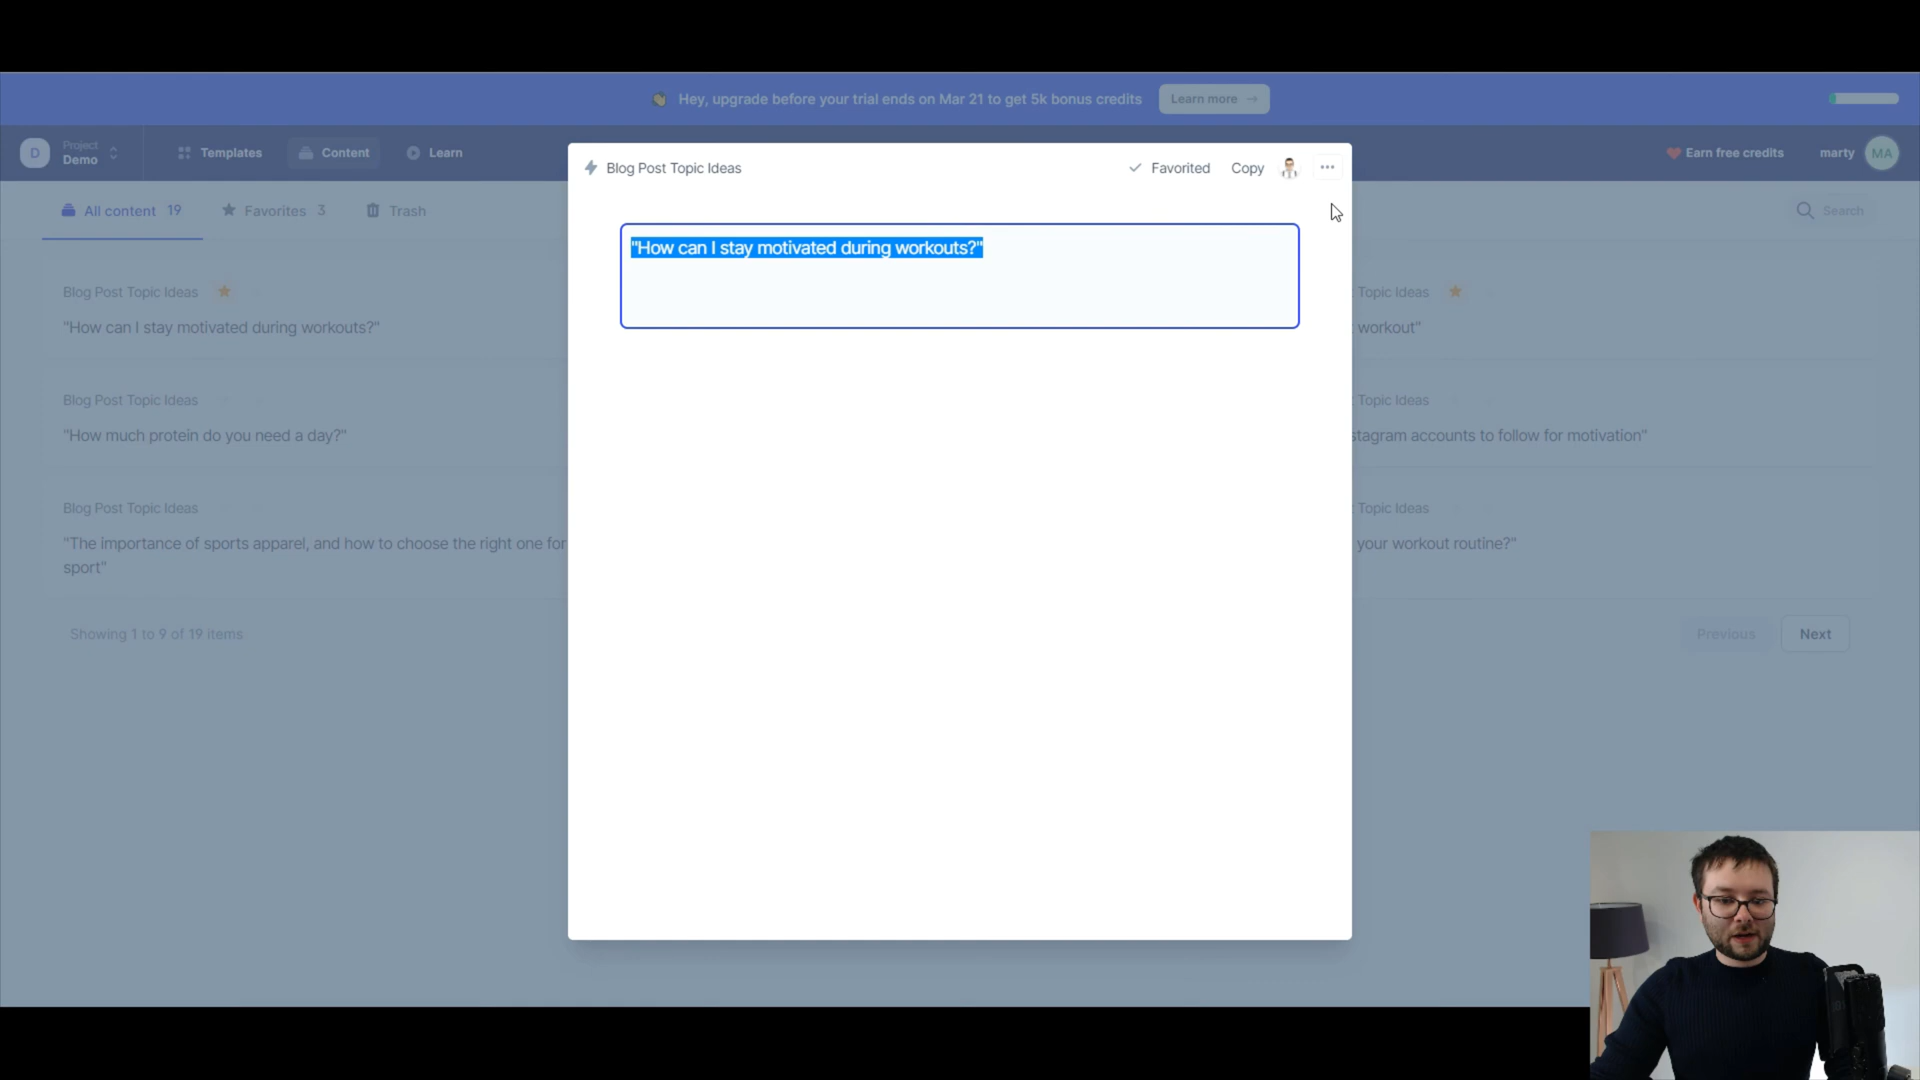 Hey, upgrade before your trial ends on Mar 21 to get 5k bonus credits
Learn more →
D
Project
Demo
Templates
Content
Learn
Earn free credits
marty
MA
Blog Post Topic Ideas
Favorited
Copy
"How can I stay motivated during workouts?"
All content 19
Favorites 3
Trash
Search
Blog Post Topic Ideas
"How can I stay motivated during workouts?"
Topic Ideas
workout"
Blog Post Topic Ideas
"How much protein do you need a day?"
Topic Ideas
stagram accounts to follow for motivation"
Blog Post Topic Ideas
"The importance of sports apparel, and how to choose the right one for
sport"
Topic Ideas
your workout routine?"
Showing 1 to 9 of 19 items
Previous
Next